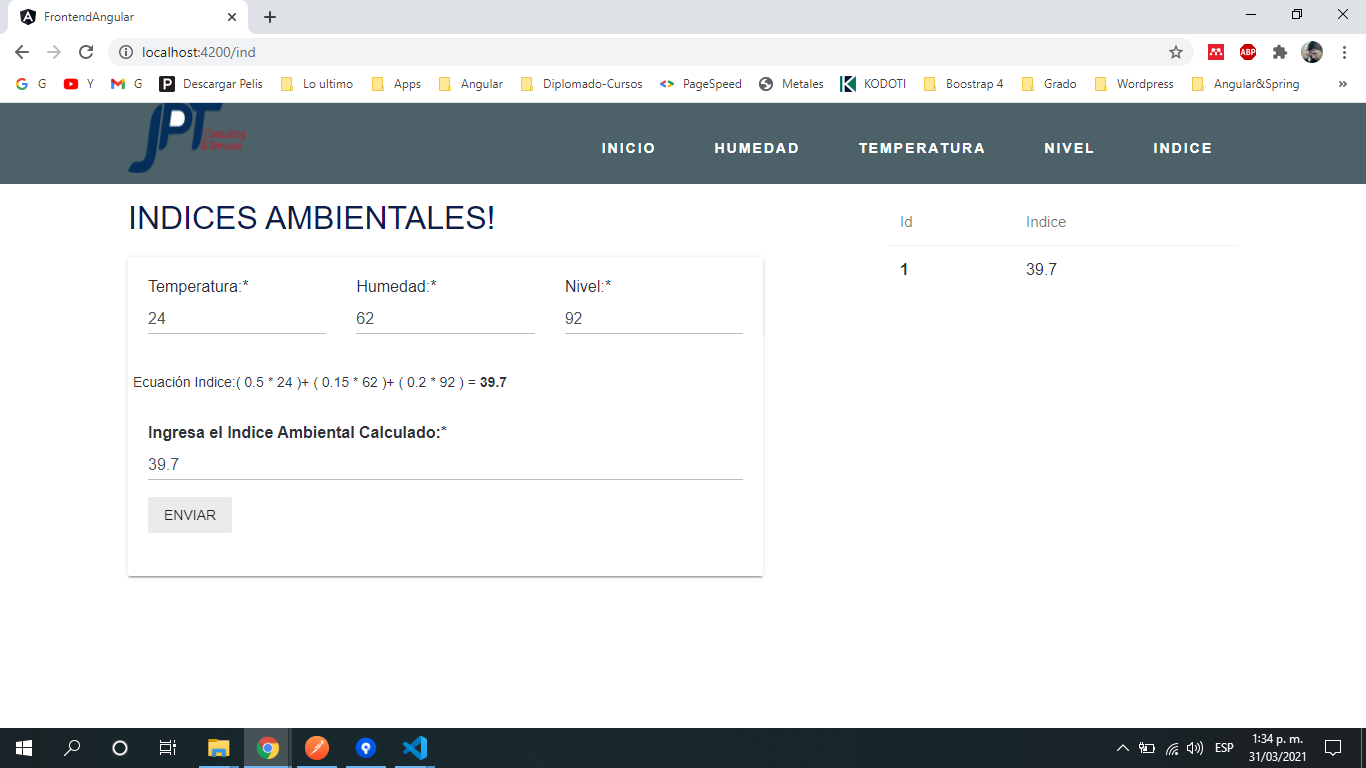 FrontendAngular
localhost:4200/ind
ABP
G G Y G Descargar Pelis Lo ultimo Apps Angular Diplomado-Cursos PageSpeed Metales KODOTI Boostrap 4 Grado Wordpress Angular&Spring »
JPT Consulting & Services
INICIO HUMEDAD TEMPERATURA NIVEL INDICE
INDICES AMBIENTALES!
Temperatura:* Humedad:* Nivel:*
24 62 92
Ecuación Indice:( 0.5 * 24 )+ ( 0.15 * 62 )+ ( 0.2 * 92 ) = 39.7
Ingresa el Indice Ambiental Calculado:*
39.7
ENVIAR
Id Indice
1 39.7
ESP
1:34 p. m.
31/03/2021